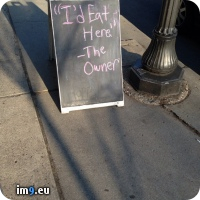 "I'd Eat
Here"
-The
Owner
im9.eu